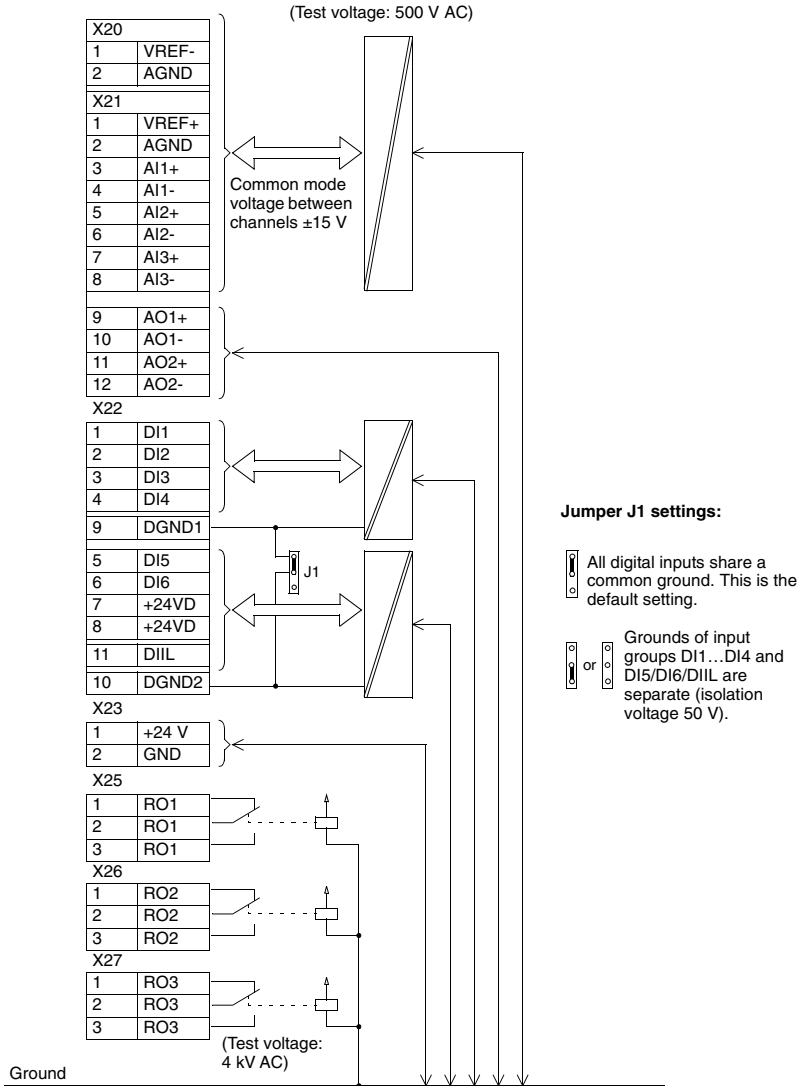 (Test voltage: 500 V AC)
X20
1 VREF-
2 AGND
X21
1 VREF+
2 AGND
3 AI1+
4 AI1-
5 AI2+
6 AI2-
7 AI3+
8 AI3-
Common mode
voltage between
channels ±15 V
9 AO1+
10 AO1-
11 AO2+
12 AO2-
X22
1 DI1
2 DI2
3 DI3
4 DI4
9 DGND1
5 DI5
6 DI6
7 +24VD
8 +24VD
11 DIIL
10 DGND2
J1
Jumper J1 settings:
All digital inputs share a
common ground. This is the
default setting.
or
Grounds of input
groups DI1…DI4 and
DI5/DI6/DIIL are
separate (isolation
voltage 50 V).
X23
1 +24 V
2 GND
X25
1 RO1
2 RO1
3 RO1
X26
1 RO2
2 RO2
3 RO2
X27
1 RO3
2 RO3
3 RO3
(Test voltage:
4 kV AC)
Ground